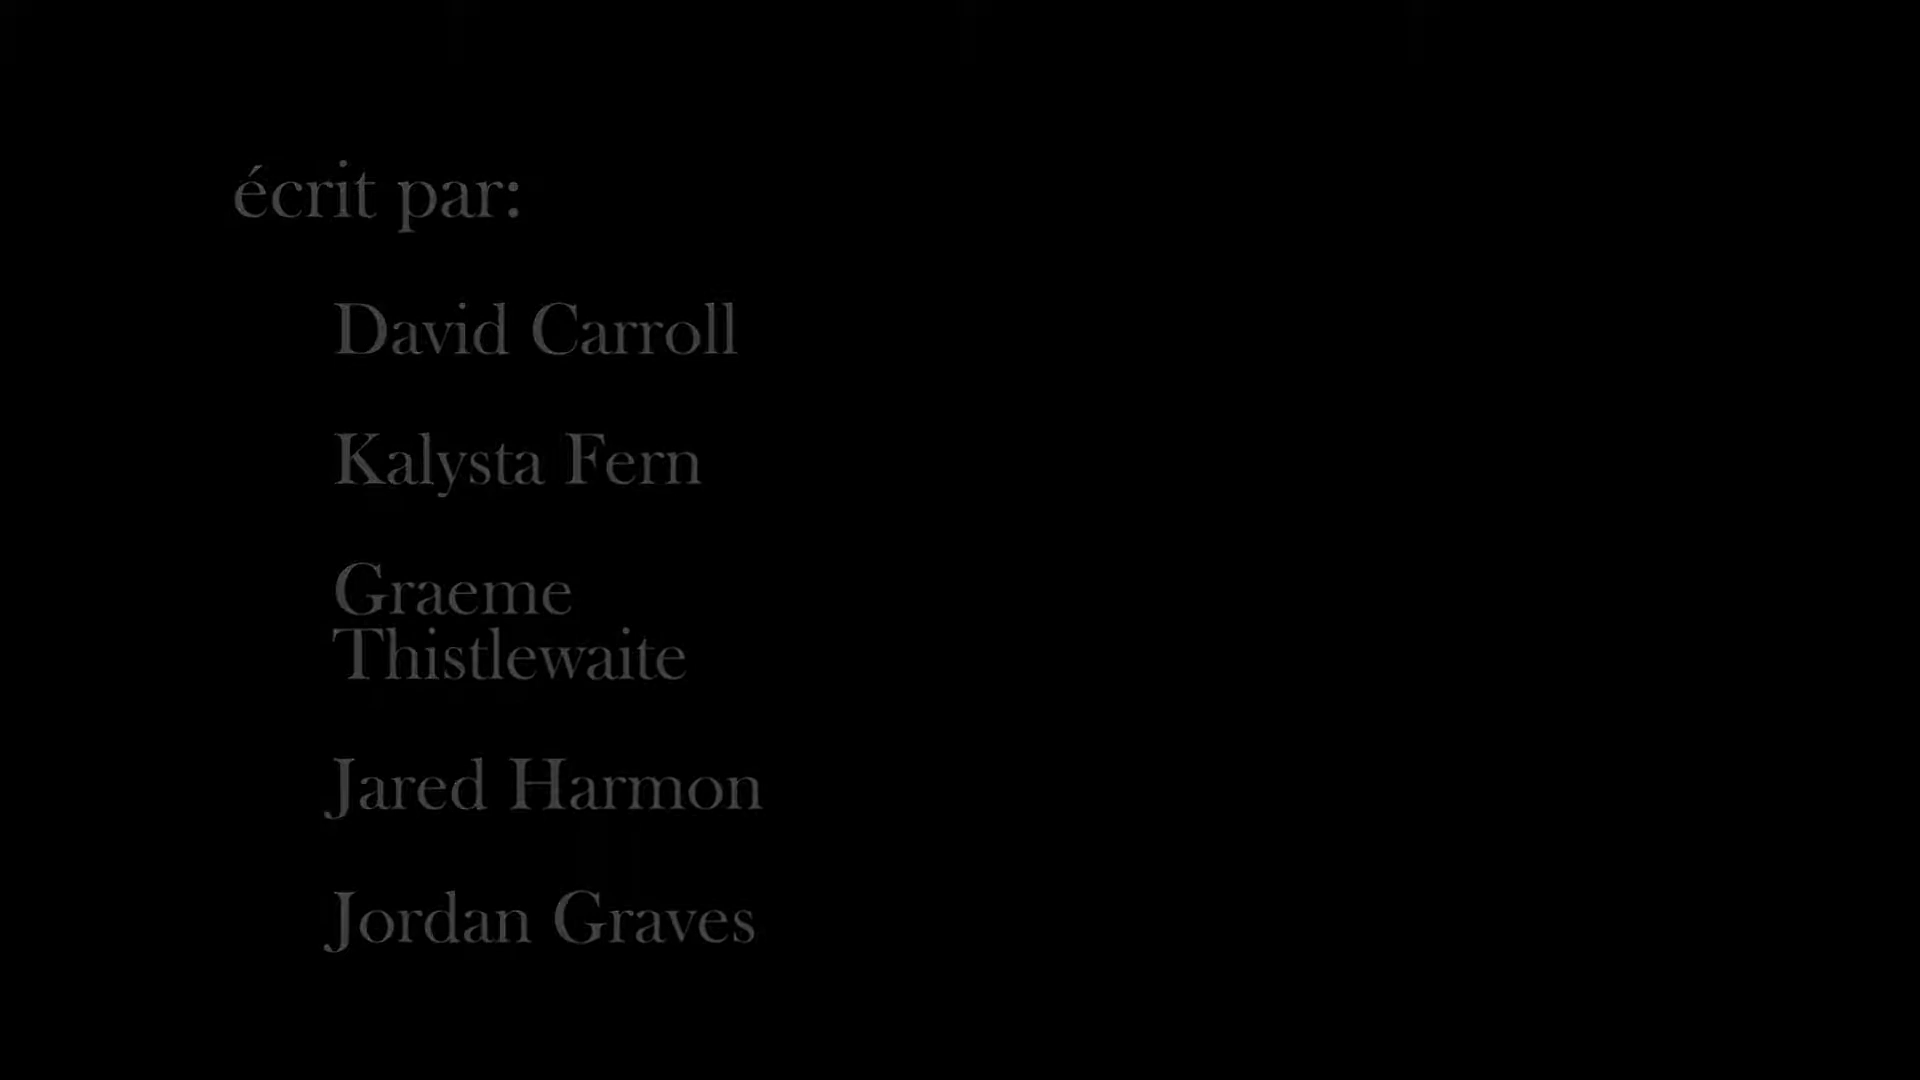 écrit par:
David Carroll
Kalysta Fern
Graeme
Thistlewaite
Jared Harmon
Jordan Graves